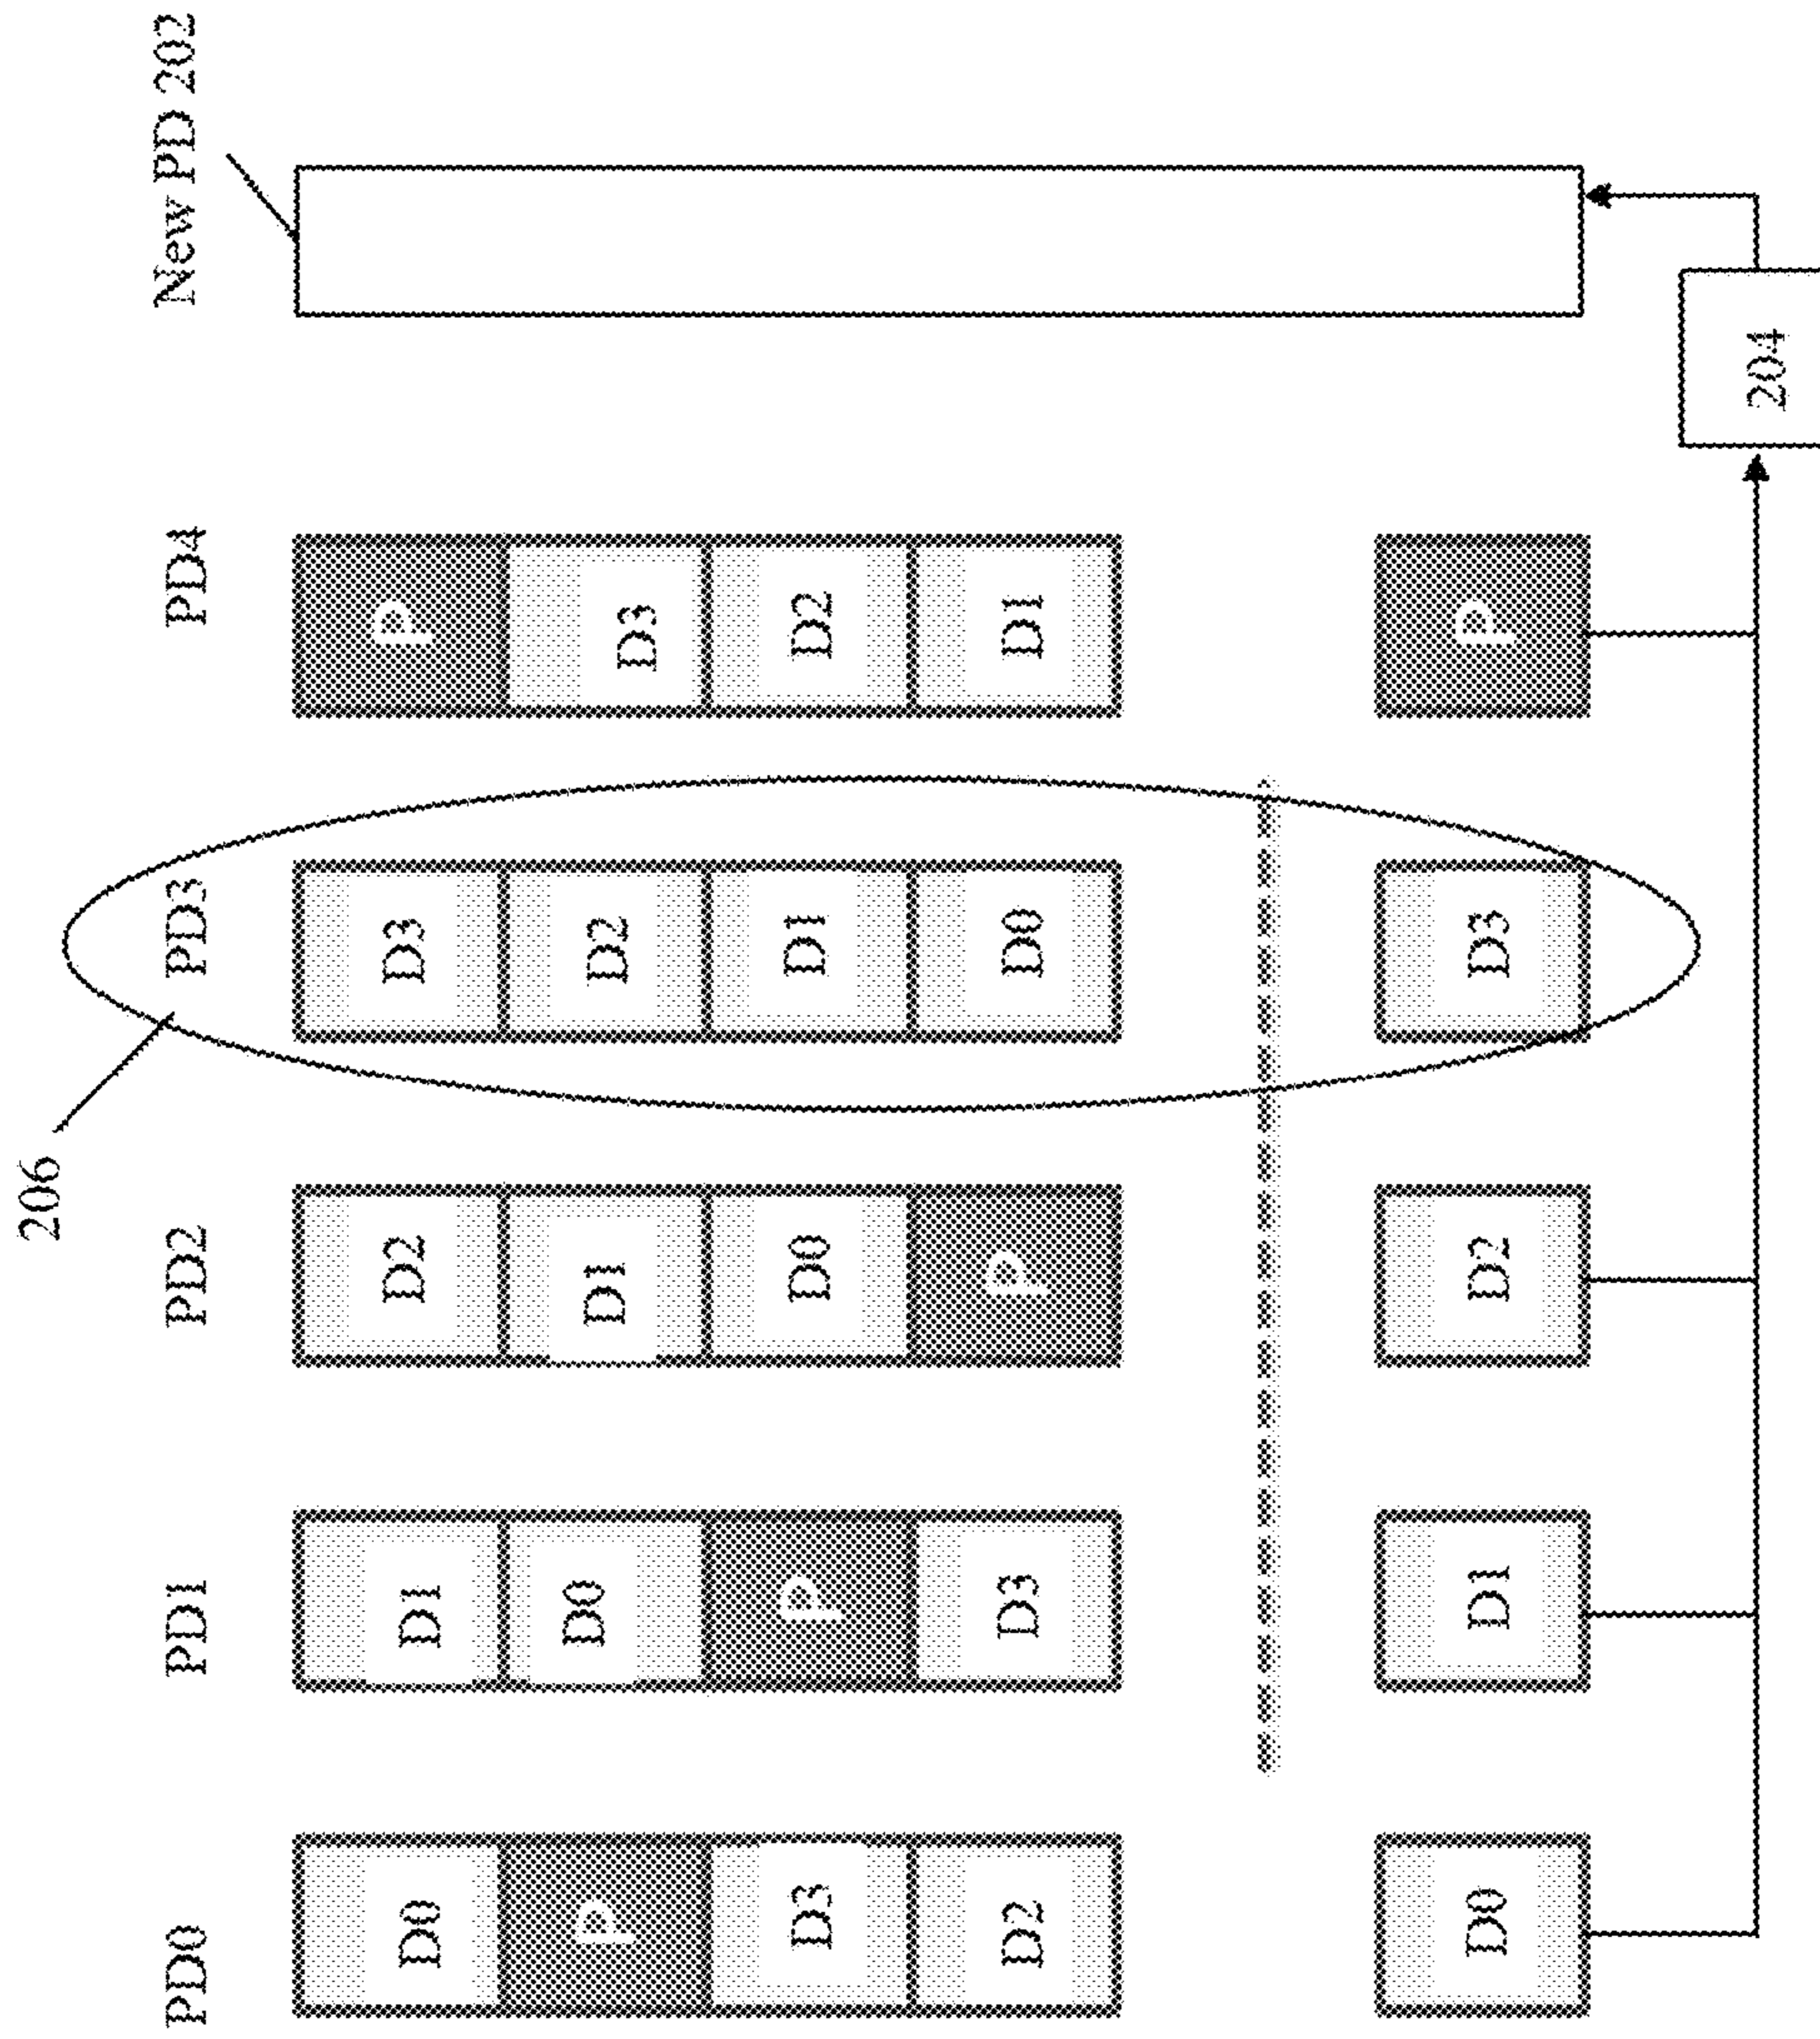 206
PD0 PD1 PD2 PD3 PD4 New PD 202
D0 D1 D2 D3 P
P D0 D1 D2 D3
D3 P D0 D1 D2
D2 D3 P D0 D1
D0 D1 D2 D3 P
204